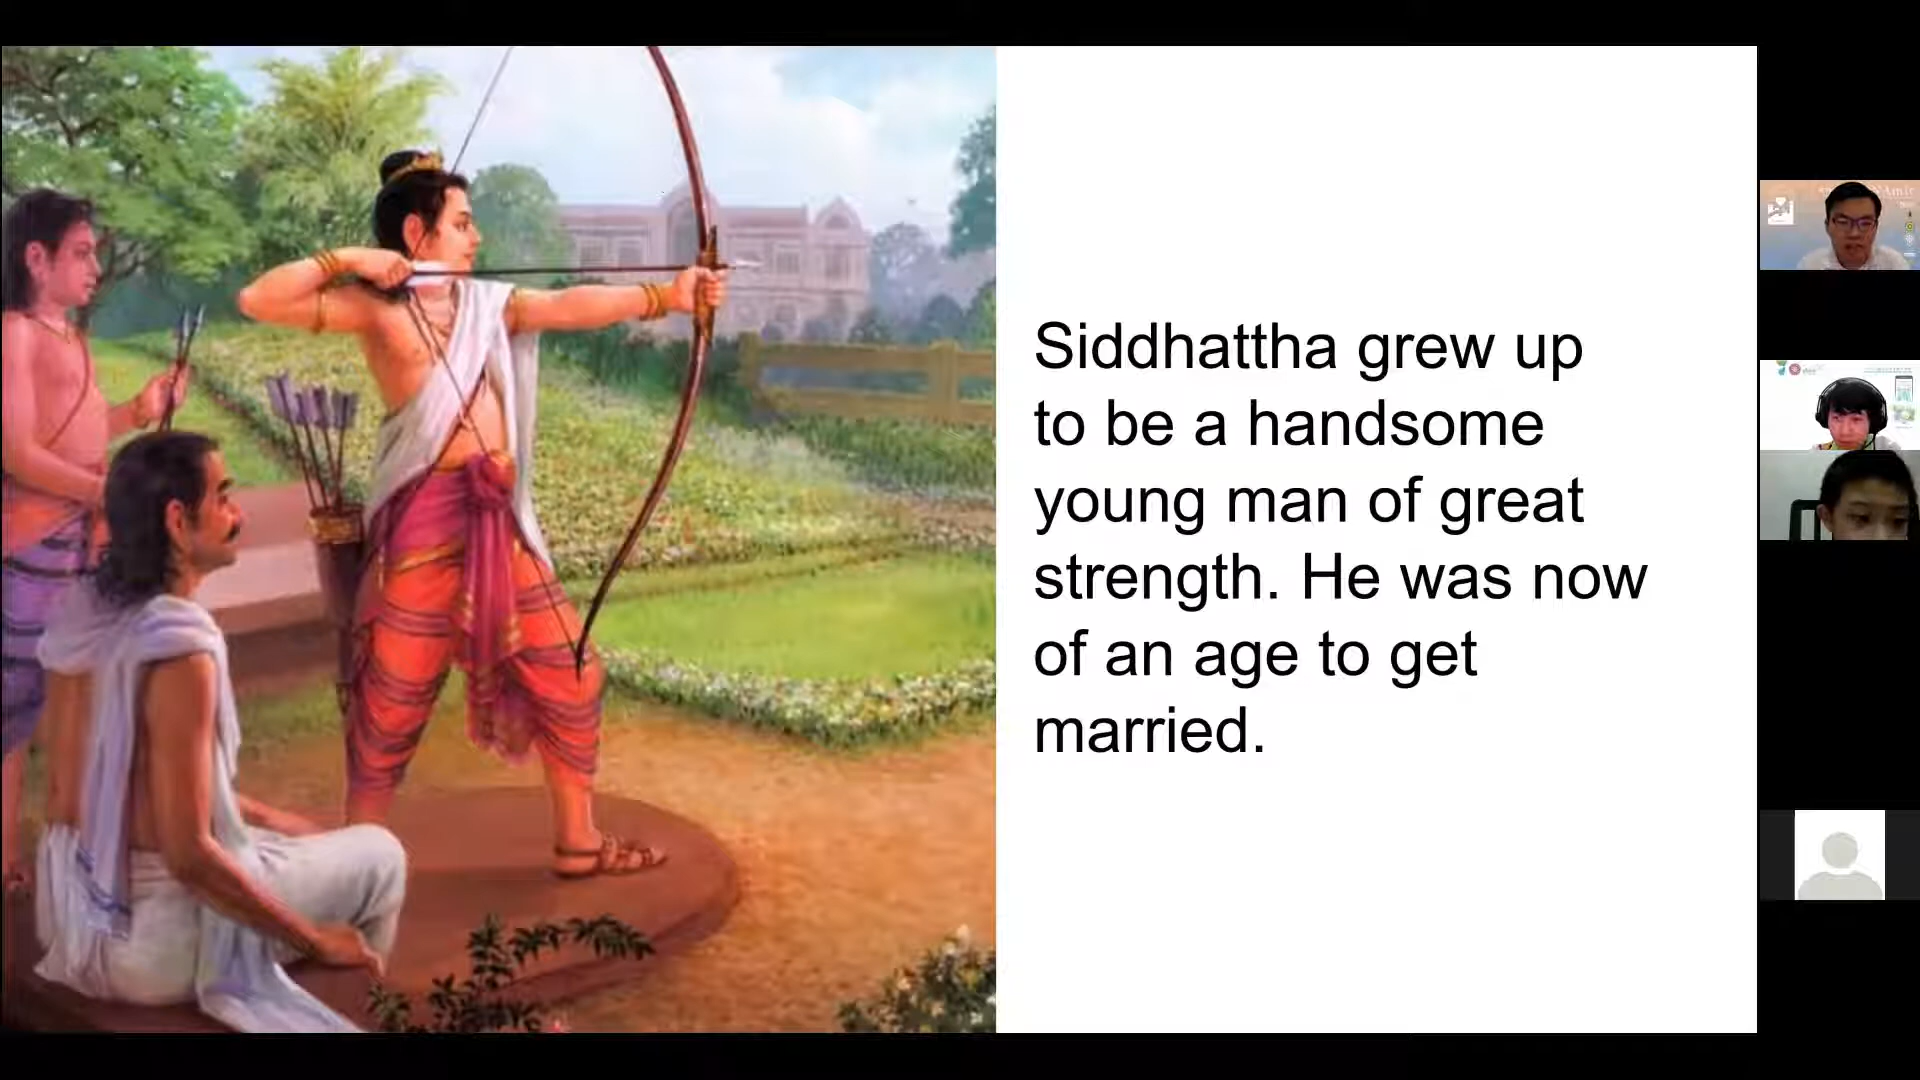 Siddhattha grew up
to be a handsome
young man of great
strength. He was now
of an age to get
married.